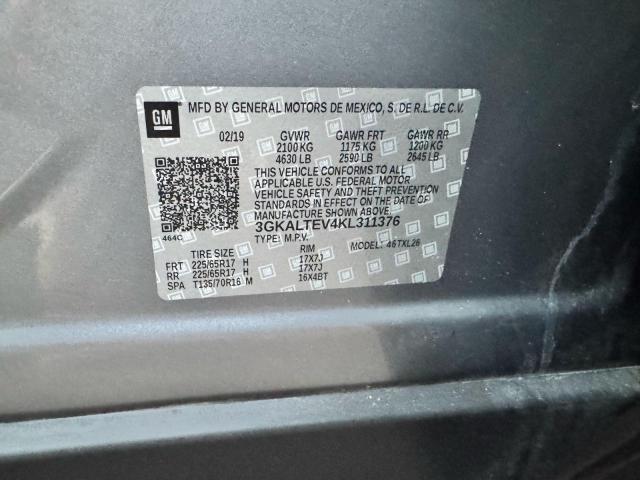 GM MFD BY GENERAL MOTORS DE MEXICO, S. DE R.L. DE C.V.
02/19 GVWR GAWR FRT GAWR RR
2100 KG 1175 KG 1200 KG
4630 LB 2590 LB 2645 LB
THIS VEHICLE CONFORMS TO ALL
APPLICABLE U.S. FEDERAL MOTOR
VEHICLE SAFETY AND THEFT PREVENTION
STANDARDS IN EFFECT ON THE DATE OF
MANUFACTURE SHOWN ABOVE.
464C 3GKALTEV4KL311376
TYPE: M.P.V. MODEL: 46TXL26
TIRE SIZE RIM
FRT 225/65R17 H 17X7J
RR 225/65R17 H 17X7J
SPA T135/70R16 M 16X4BT